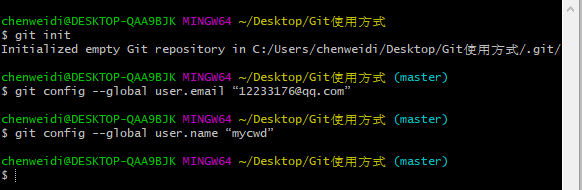 chenweidi@DESKTOP-QAA9BJK MINGW64 ~/Desktop/Git使用方式
$ git init
Initialized empty Git repository in C:/Users/chenweidi/Desktop/Git使用方式/.git/
chenweidi@DESKTOP-QAA9BJK MINGW64 ~/Desktop/Git使用方式 (master)
$ git config --global user.email “12233176@qq.com”
chenweidi@DESKTOP-QAA9BJK MINGW64 ~/Desktop/Git使用方式 (master)
$ git config --global user.name “mycwd”
chenweidi@DESKTOP-QAA9BJK MINGW64 ~/Desktop/Git使用方式 (master)
$